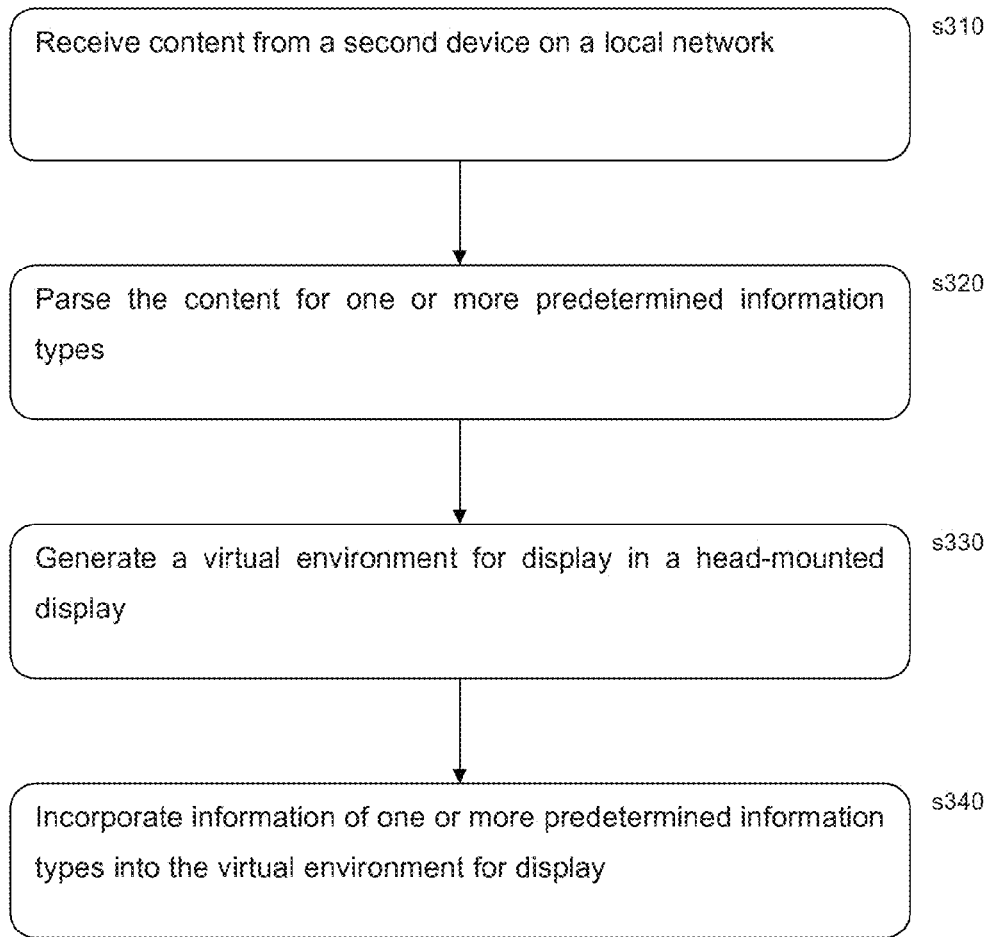 Receive content from a second device on a local network
s310
Parse the content for one or more predetermined information
types
s320
Generate a virtual environment for display in a head-mounted
display
s330
Incorporate information of one or more predetermined information
types into the virtual environment for display
s340